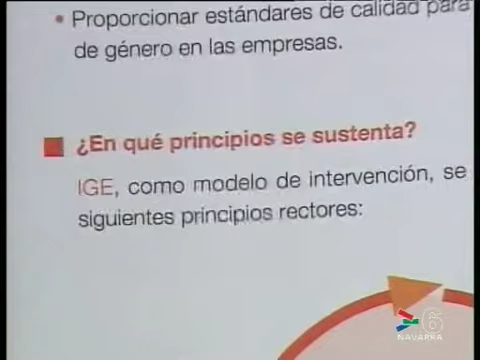 • Proporcionar estándares de calidad para
de género en las empresas.
¿En qué principios se sustenta?
IGE, como modelo de intervención, se
siguientes principios rectores:
6
NAVARRA